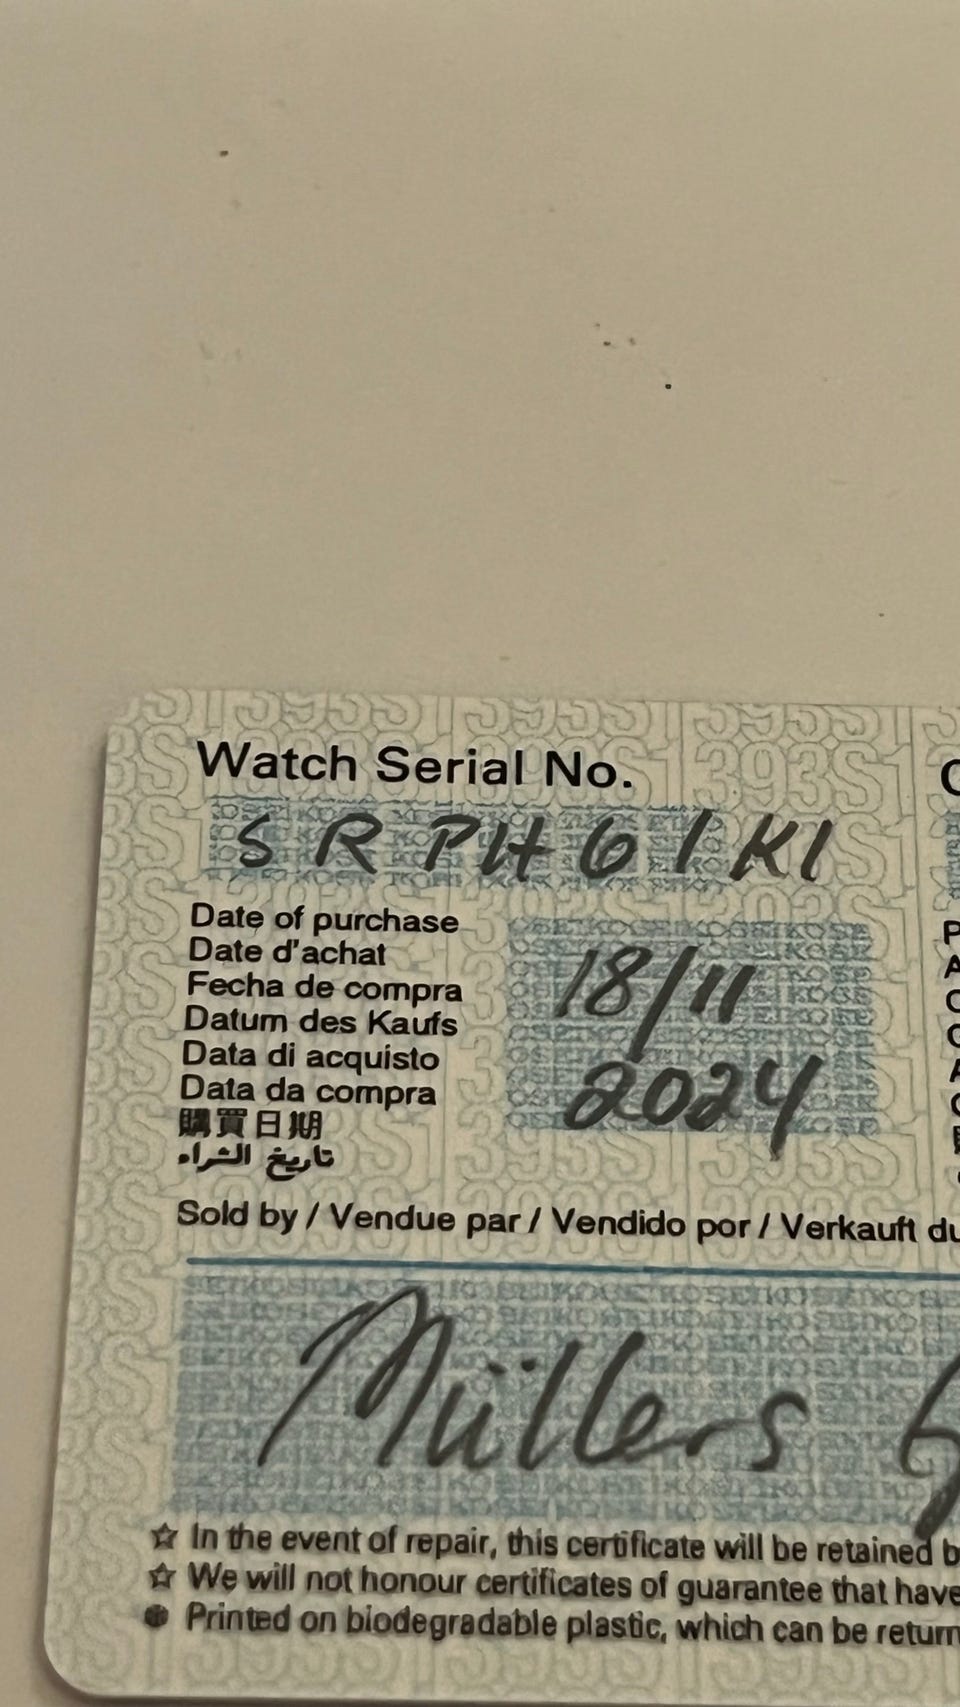 Watch Serial No.
SRPH61K1
Date of purchase
Date d'achat
Fecha de compra
Datum des Kaufs
Data di acquisto
Data da compra
購買日期
تاريخ الشراء
18/11
2024
Sold by / Vendue par / Vendido por / Verkauft du
Müllers G
☆ In the event of repair, this certificate will be retained b
☆ We will not honour certificates of guarantee that have
● Printed on biodegradable plastic, which can be return